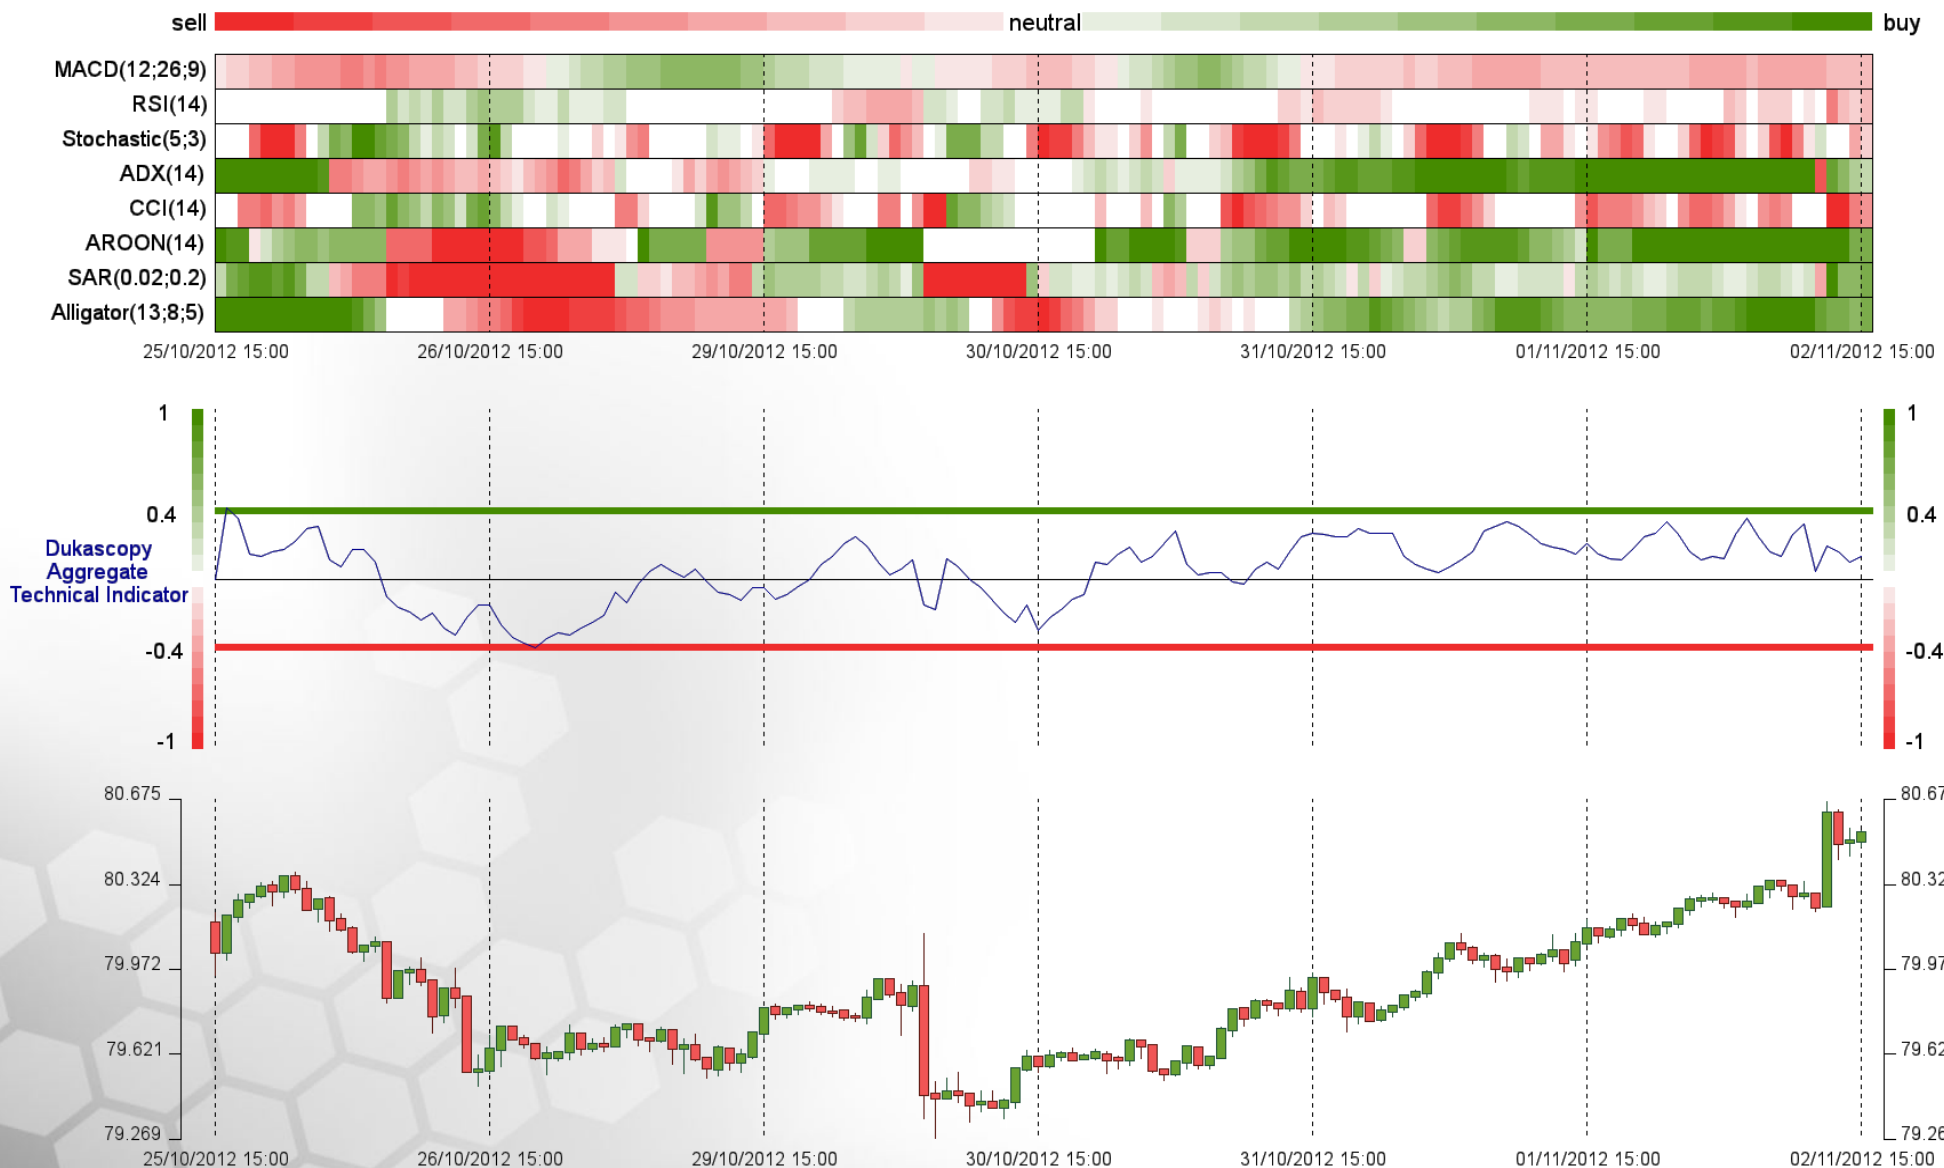 sell neutral buy
MACD(12;26;9)
RSI(14)
Stochastic(5;3)
ADX(14)
CCI(14)
AROON(14)
SAR(0.02;0.2)
Alligator(13;8;5)
25/10/2012 15:00 26/10/2012 15:00 29/10/2012 15:00 30/10/2012 15:00 31/10/2012 15:00 01/11/2012 15:00 02/11/2012 15:00
1 1
0.4 0.4
Dukascopy
Aggregate
Technical Indicator
-0.4 -0.4
-1 -1
80.675 80.67
80.324 80.32
79.972 79.97
79.621 79.62
79.269 79.26
25/10/2012 15:00 26/10/2012 15:00 29/10/2012 15:00 30/10/2012 15:00 31/10/2012 15:00 01/11/2012 15:00 02/11/2012 15:00